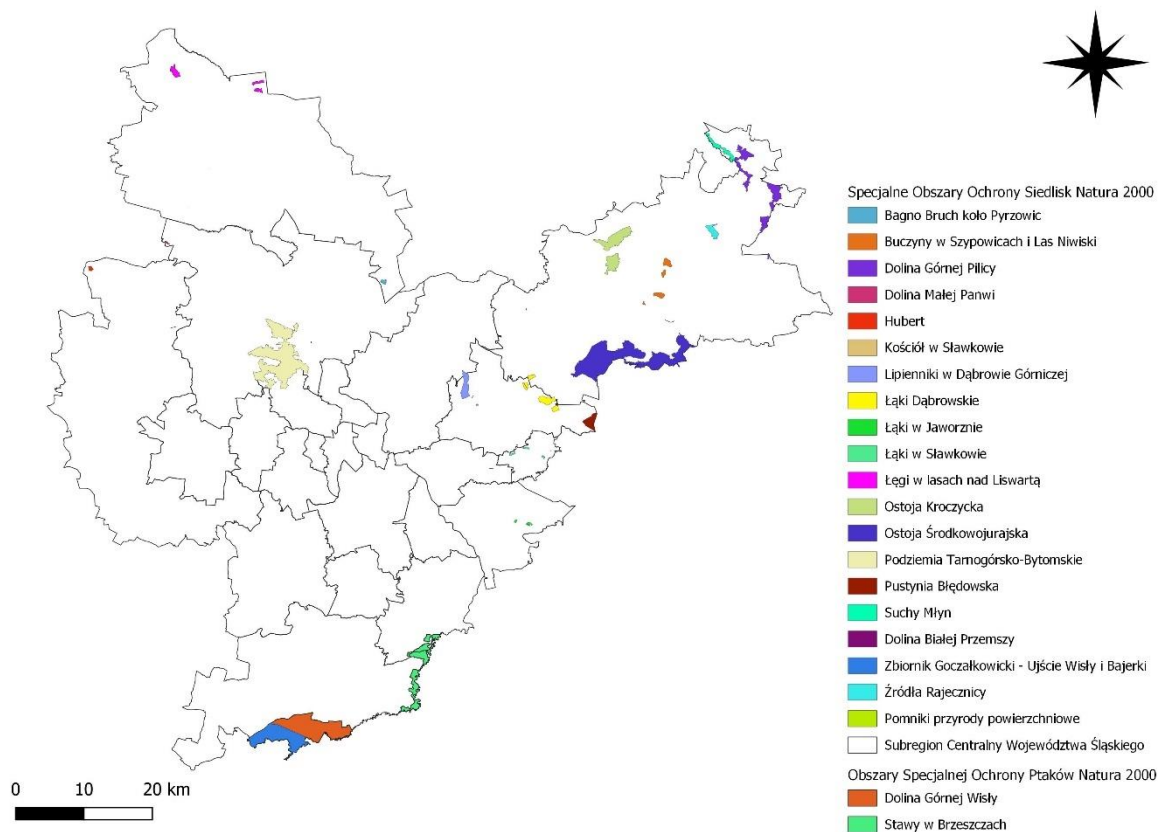 Specjalne Obszary Ochrony Siedlisk Natura 2000
Bagno Bruch koło Pyrzowic
Buczyny w Szypowicach i Las Niwiski
Dolina Górnej Pilicy
Dolina Małej Panwi
Hubert
Kościół w Sławkowie
Lipienniki w Dąbrowie Górniczej
Łąki Dąbrowskie
Łąki w Jaworznie
Łąki w Sławkowie
Łęgi w lasach nad Liswartą
Ostoja Kroczycka
Ostoja Środkowojurajska
Podziemia Tarnogórsko-Bytomskie
Pustynia Błędowska
Suchy Młyn
Dolina Białej Przemszy
Zbiornik Goczałkowicki - Ujście Wisły i Bajerki
Źródła Rajecznicy
Pomniki przyrody powierzchniowe
Subregion Centralny Województwa Śląskiego
Obszary Specjalnej Ochrony Ptaków Natura 2000
Dolina Górnej Wisły
Stawy w Brzeszczach
0 10 20 km